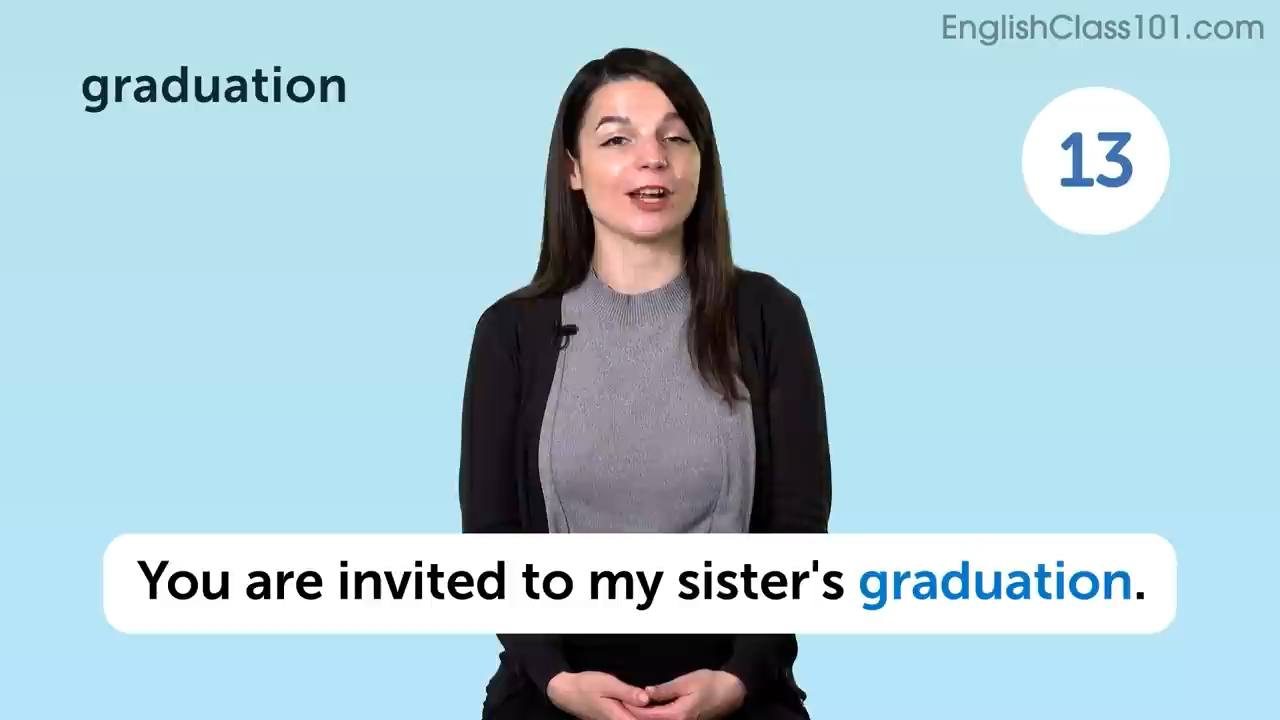 EnglishClass101.com
graduation
13
You are invited to my sister's graduation.